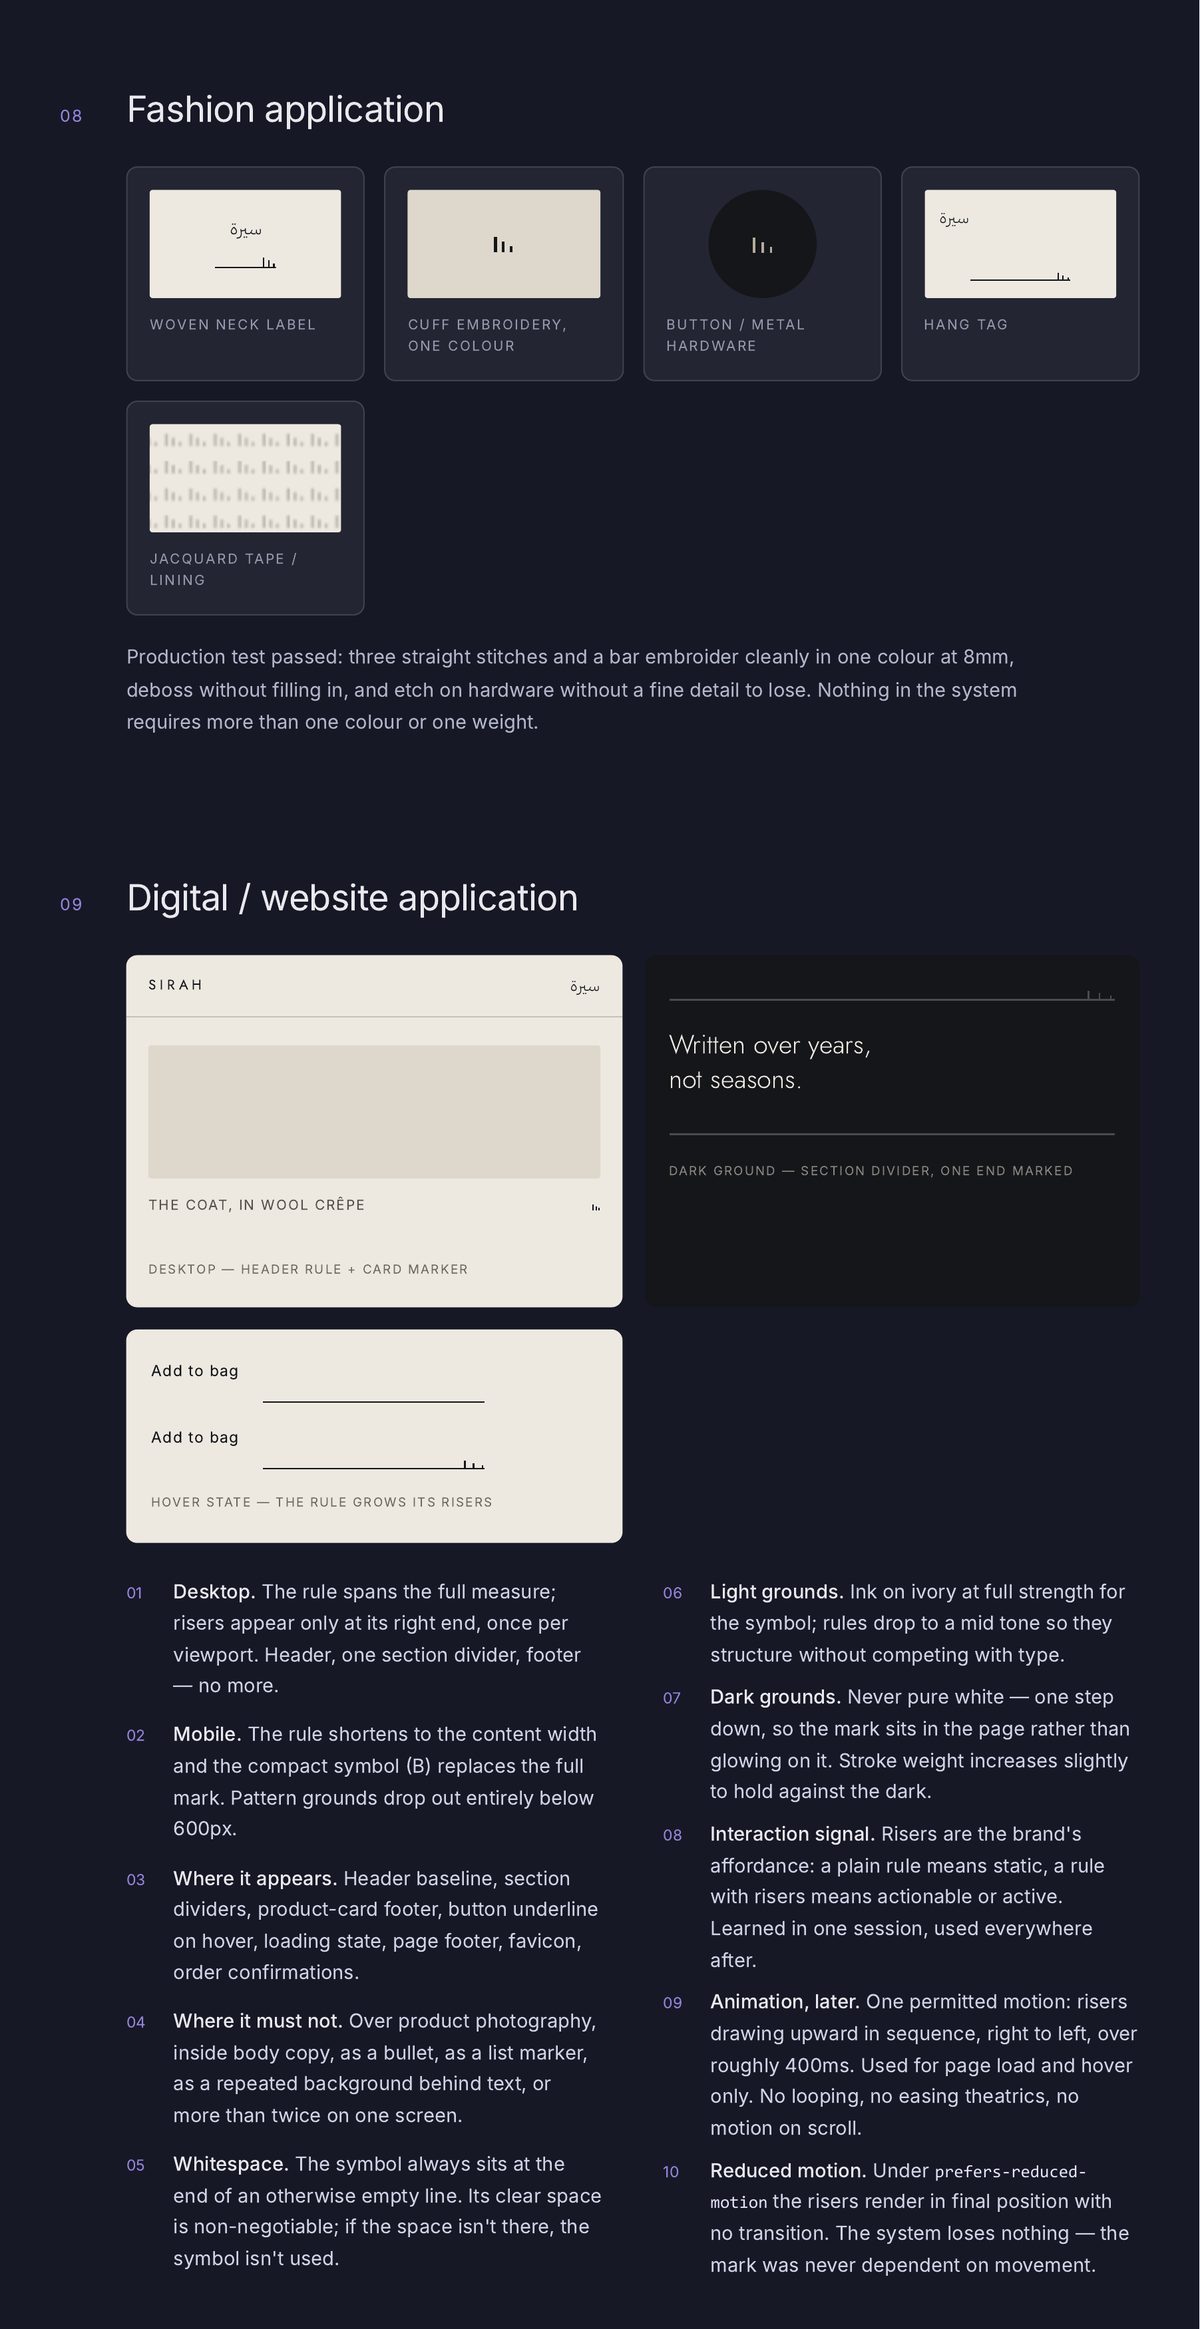 08 Fashion application
سيرة
WOVEN NECK LABEL
CUFF EMBROIDERY,
ONE COLOUR
BUTTON / METAL
HARDWARE
سيرة
HANG TAG
JACQUARD TAPE /
LINING
Production test passed: three straight stitches and a bar embroider cleanly in one colour at 8mm,
deboss without filling in, and etch on hardware without a fine detail to lose. Nothing in the system
requires more than one colour or one weight.
09 Digital / website application
SIRAH سيرة
THE COAT, IN WOOL CRÊPE
DESKTOP — HEADER RULE + CARD MARKER
Written over years,
not seasons.
DARK GROUND — SECTION DIVIDER, ONE END MARKED
Add to bag
Add to bag
HOVER STATE — THE RULE GROWS ITS RISERS
01 Desktop. The rule spans the full measure;
risers appear only at its right end, once per
viewport. Header, one section divider, footer
— no more.
02 Mobile. The rule shortens to the content width
and the compact symbol (B) replaces the full
mark. Pattern grounds drop out entirely below
600px.
03 Where it appears. Header baseline, section
dividers, product-card footer, button underline
on hover, loading state, page footer, favicon,
order confirmations.
04 Where it must not. Over product photography,
inside body copy, as a bullet, as a list marker,
as a repeated background behind text, or
more than twice on one screen.
05 Whitespace. The symbol always sits at the
end of an otherwise empty line. Its clear space
is non-negotiable; if the space isn't there, the
symbol isn't used.
06 Light grounds. Ink on ivory at full strength for
the symbol; rules drop to a mid tone so they
structure without competing with type.
07 Dark grounds. Never pure white — one step
down, so the mark sits in the page rather than
glowing on it. Stroke weight increases slightly
to hold against the dark.
08 Interaction signal. Risers are the brand's
affordance: a plain rule means static, a rule
with risers means actionable or active.
Learned in one session, used everywhere
after.
09 Animation, later. One permitted motion: risers
drawing upward in sequence, right to left, over
roughly 400ms. Used for page load and hover
only. No looping, no easing theatrics, no
motion on scroll.
10 Reduced motion. Under prefers-reduced-
motion the risers render in final position with
no transition. The system loses nothing — the
mark was never dependent on movement.